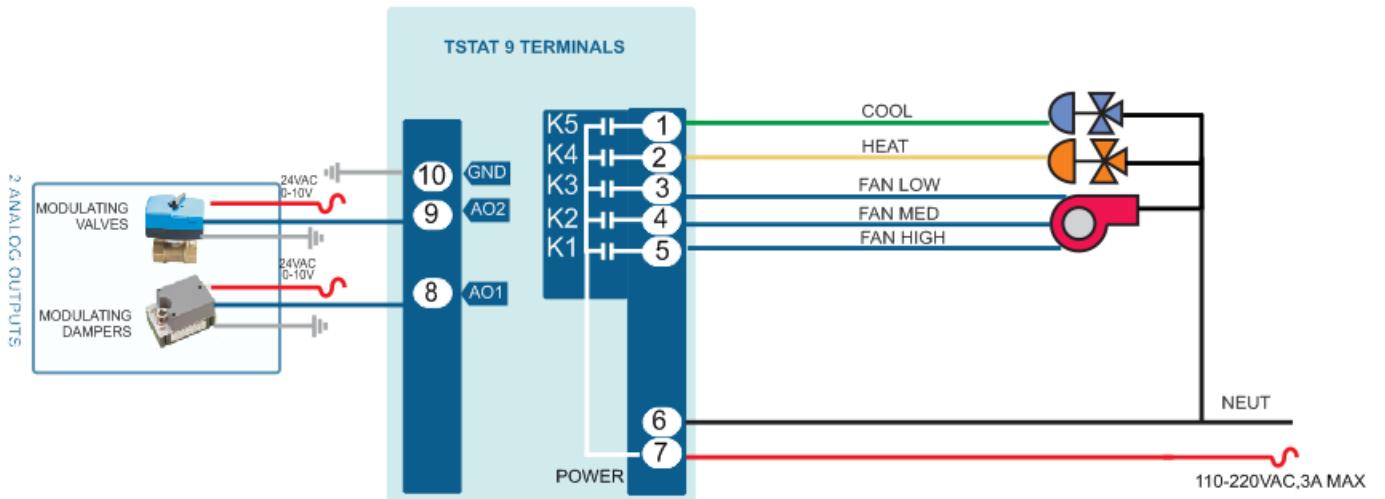 TSTAT 9 TERMINALS
2 ANALOG OUTPUTS
MODULATING
VALVES
24VAC
0-10V
MODULATING
DAMPERS
24VAC
0-10V
10
GND
9
AO2
8
AO1
K5
1
COOL
K4
2
HEAT
K3
3
FAN LOW
K2
4
FAN MED
K1
5
FAN HIGH
6
NEUT
7
POWER
110-220VAC,3A MAX